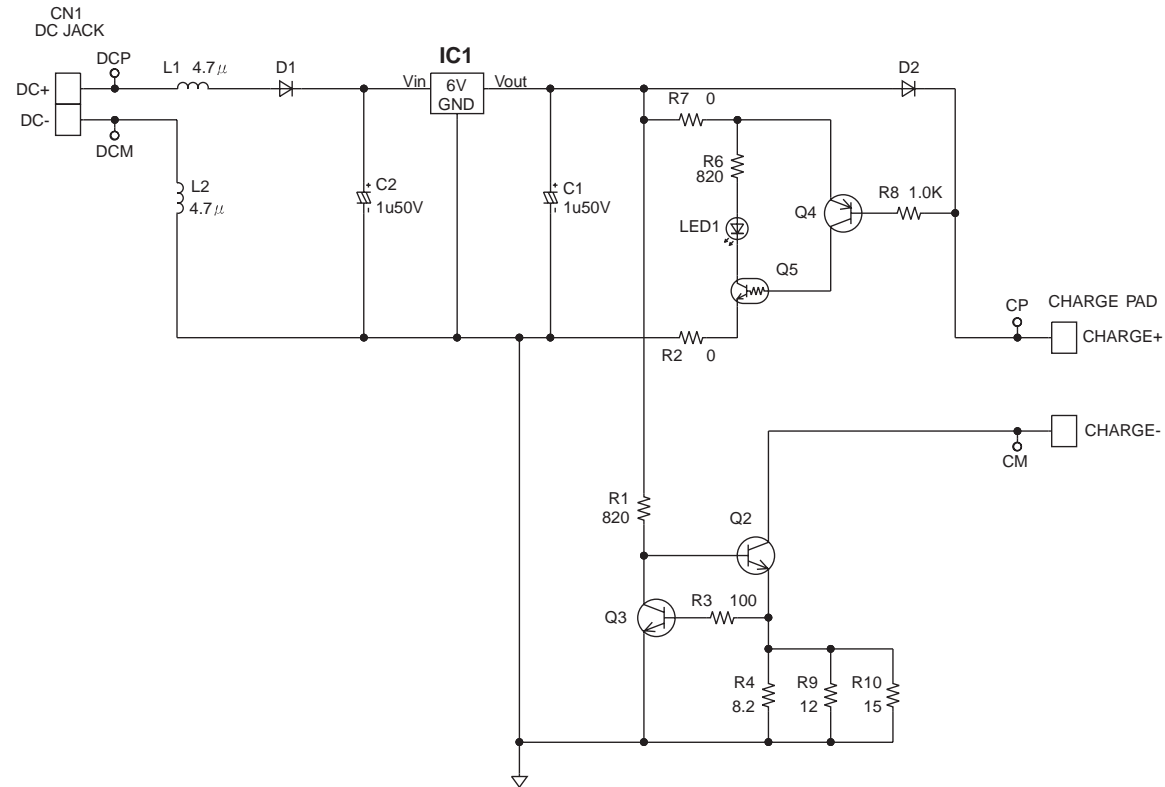 CN1
DC JACK
DCP
L1 4.7μ
D1
IC1
D2
DC+
Vin
6V
GND
Vout
R7 0
DC-
DCM
R6
820
L2
4.7μ
C2
1u50V
C1
1u50V
R8 1.0K
Q4
LED1
Q5
CP
CHARGE PAD
CHARGE+
R2 0
CHARGE-
CM
R1
820
Q2
R3 100
Q3
R4
8.2
R9
12
R10
15